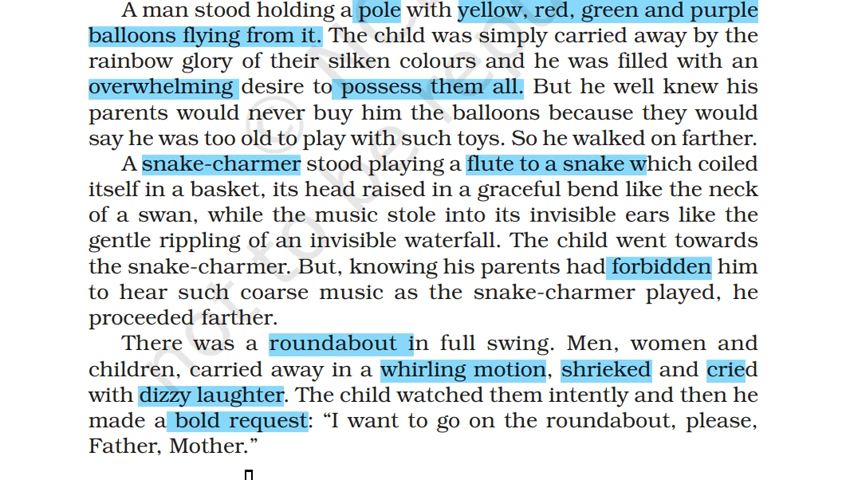 A man stood holding a pole with yellow, red, green and purple
balloons flying from it. The child was simply carried away by the
rainbow glory of their silken colours and he was filled with an
overwhelming desire to possess them all. But he well knew his
parents would never buy him the balloons because they would
say he was too old to play with such toys. So he walked on farther.
A snake-charmer stood playing a flute to a snake which coiled
itself in a basket, its head raised in a graceful bend like the neck
of a swan, while the music stole into its invisible ears like the
gentle rippling of an invisible waterfall. The child went towards
the snake-charmer. But, knowing his parents had forbidden him
to hear such coarse music as the snake-charmer played, he
proceeded farther.
There was a roundabout in full swing. Men, women and
children, carried away in a whirling motion, shrieked and cried
with dizzy laughter. The child watched them intently and then he
made a bold request: “I want to go on the roundabout, please,
Father, Mother.”